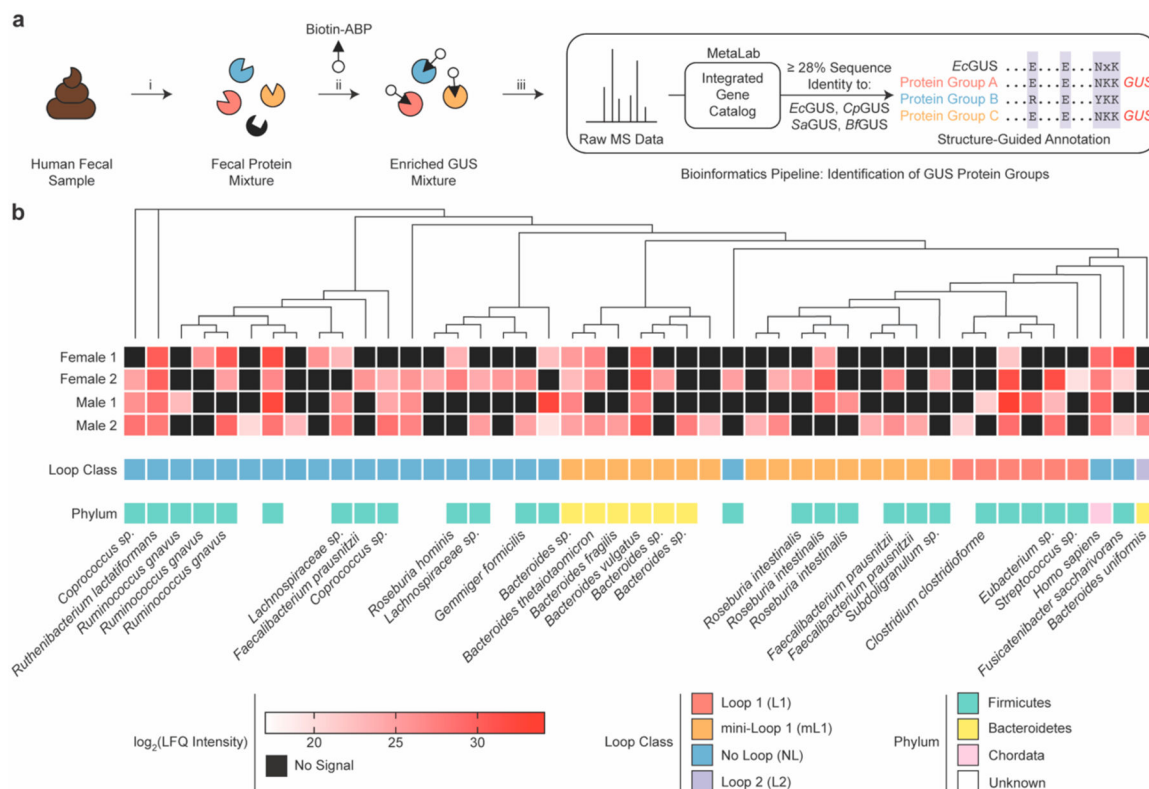 a
Biotin-ABP
i
ii
iii
Human Fecal
Sample
Fecal Protein
Mixture
Enriched GUS
Mixture
Raw MS Data
MetaLab
Integrated
Gene
Catalog
≥ 28% Sequence
Identity to:
EcGUS, CpGUS
SaGUS, BfGUS
EcGUS ...E....E...NxK
Protein Group A ...E....E...NKK GUS
Protein Group B ...R....E...YKK
Protein Group C ...E....E...NKK GUS
Structure-Guided Annotation
Bioinformatics Pipeline: Identification of GUS Protein Groups
b
Female 1
Female 2
Male 1
Male 2
Loop Class
Phylum
Coprococcus sp.
Ruthenibacterium lactatiformans
Ruminococcus gnavus
Ruminococcus gnavus
Ruminococcus gnavus
Lachnospiraceae sp.
Faecalibacterium prausnitzii
Coprococcus sp.
Roseburia hominis
Lachnospiraceae sp.
Gemmiger formicilis
Bacteroides sp.
Bacteroides thetaiotaomicron
Bacteroides fragilis
Bacteroides vulgatus
Bacteroides sp.
Bacteroides sp.
Roseburia intestinalis
Roseburia intestinalis
Roseburia intestinalis
Faecalibacterium prausnitzii
Faecalibacterium prausnitzii
Subdoligranulum sp.
Clostridium clostridioforme
Eubacterium sp.
Streptococcus sp.
Homo sapiens
Fusicatenibacter saccharivorans
Bacteroides uniformis
log2(LFQ Intensity)
20 25 30
No Signal
Loop Class
Loop 1 (L1)
mini-Loop 1 (mL1)
No Loop (NL)
Loop 2 (L2)
Phylum
Firmicutes
Bacteroidetes
Chordata
Unknown